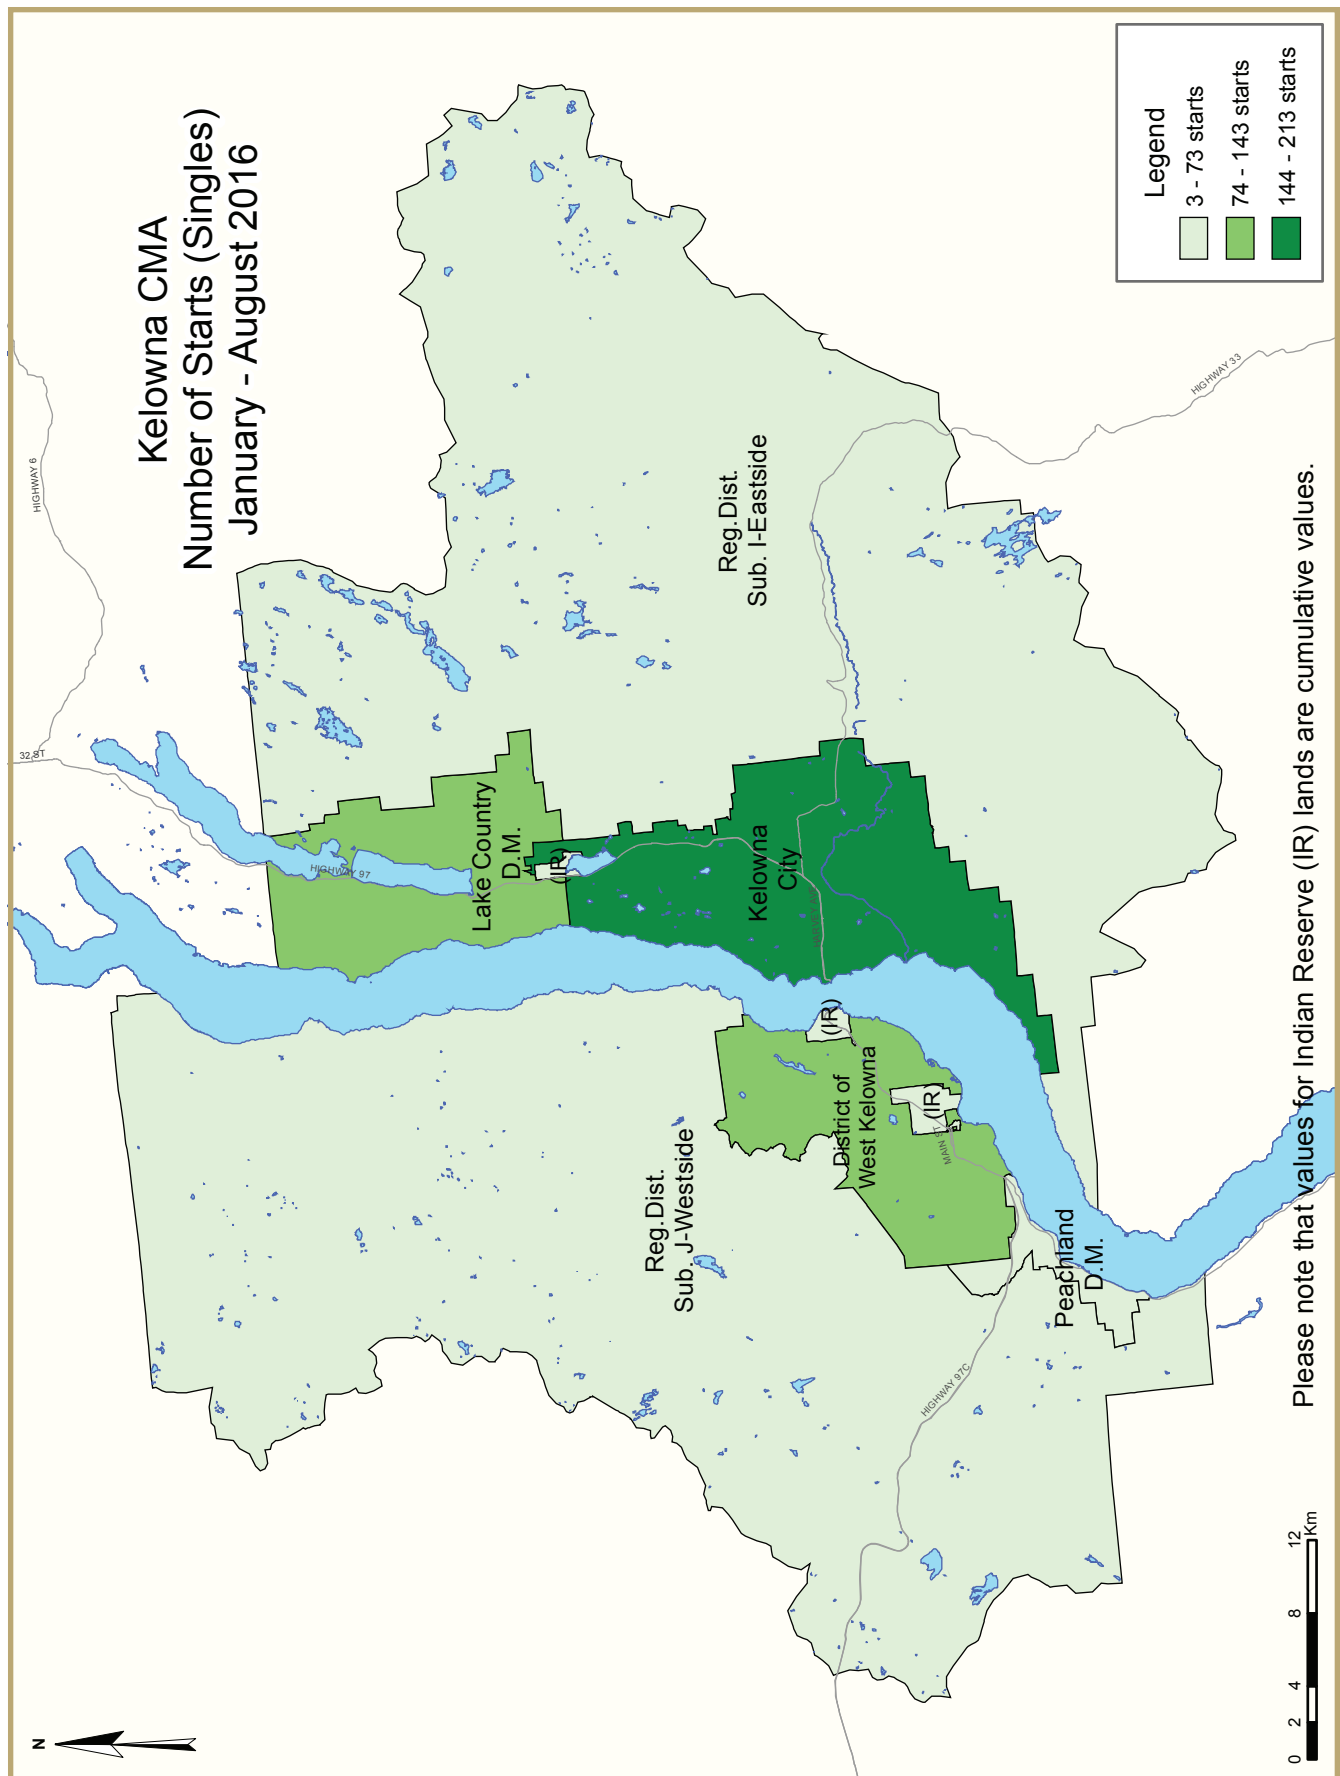 Kelowna CMA
Number of Starts (Singles)
January - August 2016
Legend
3 - 73 starts
74 - 143 starts
144 - 213 starts
HIGHWAY 6
32 ST
HIGHWAY 97
HIGHWAY 33
Lake Country
D.M.
(IR)
Kelowna
City
Reg.Dist.
Sub. I-Eastside
(IR)
District of
West Kelowna
(IR)
MAIN ST
Reg.Dist.
Sub. J-Westside
Peachland
D.M.
HIGHWAY 97C
N
0 2 4 8 12
Km
Please note that values for Indian Reserve (IR) lands are cumulative values.